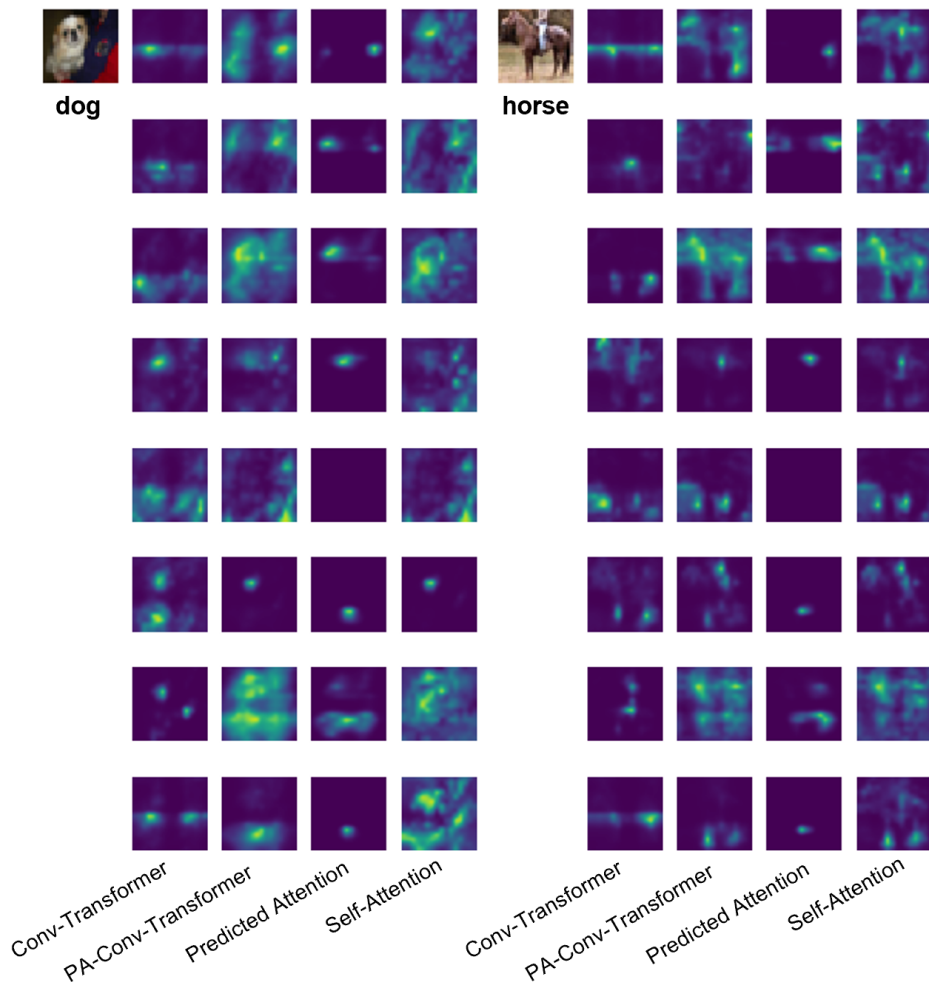 dog
horse
Conv-Transformer
PA-Conv-Transformer
Predicted Attention
Self-Attention
Conv-Transformer
PA-Conv-Transformer
Predicted Attention
Self-Attention